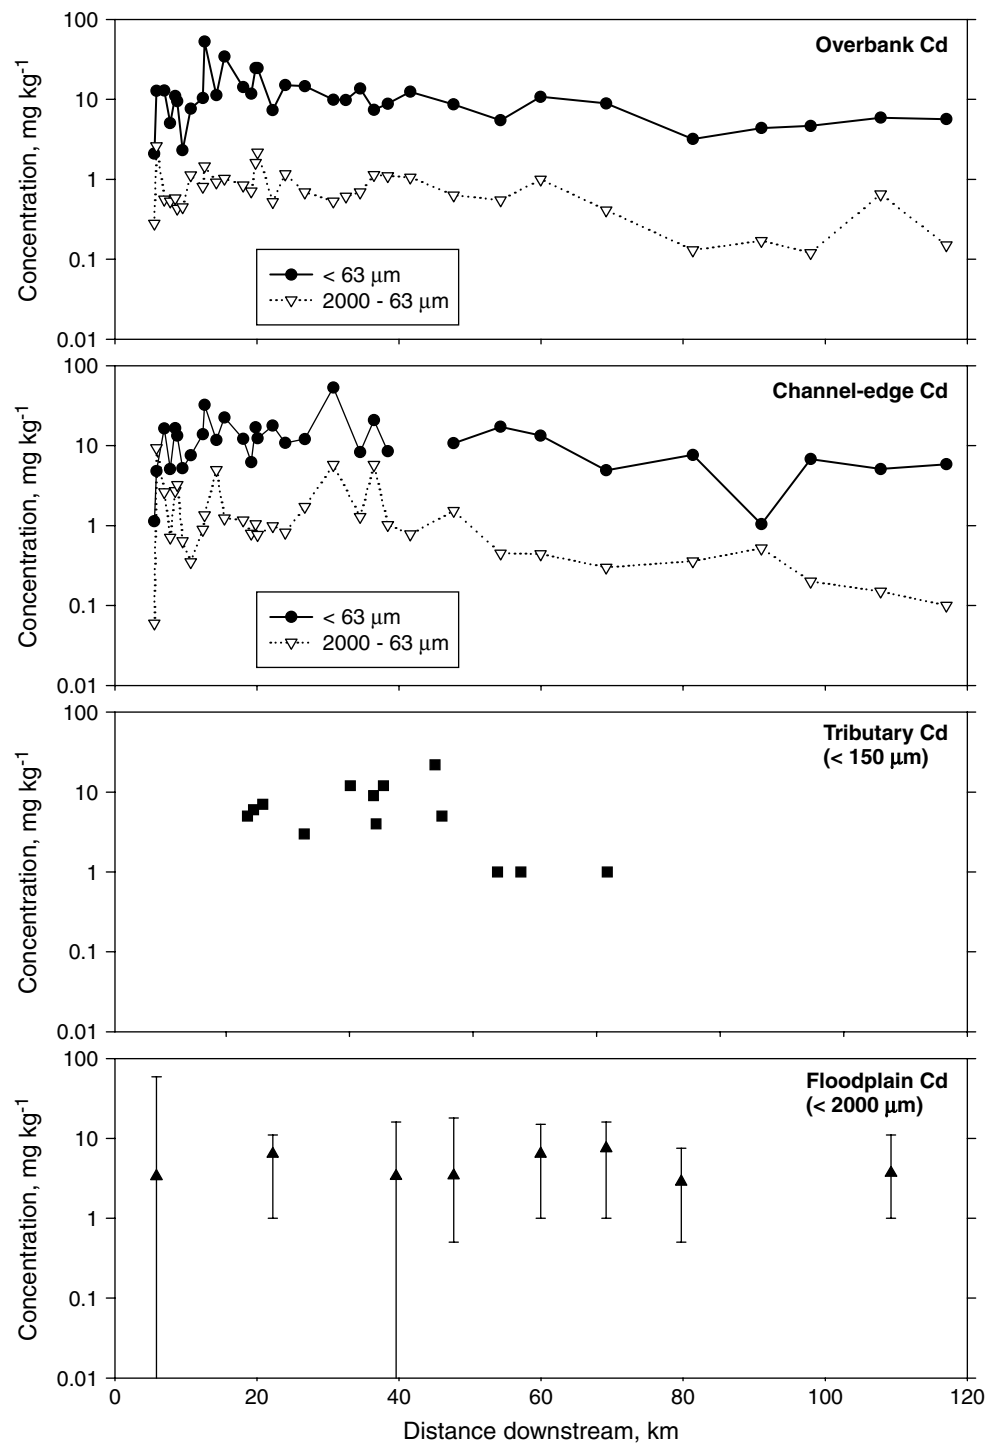 100
10
1
0.1
0.01
Concentration, mg kg-1
Overbank Cd
< 63 μm
2000 - 63 μm
100
10
1
0.1
0.01
Concentration, mg kg-1
Channel-edge Cd
< 63 μm
2000 - 63 μm
100
10
1
0.1
0.01
Concentration, mg kg-1
Tributary Cd
(< 150 μm)
100
10
1
0.1
0.01
Concentration, mg kg-1
Floodplain Cd
(< 2000 μm)
0 20 40 60 80 100 120
Distance downstream, km